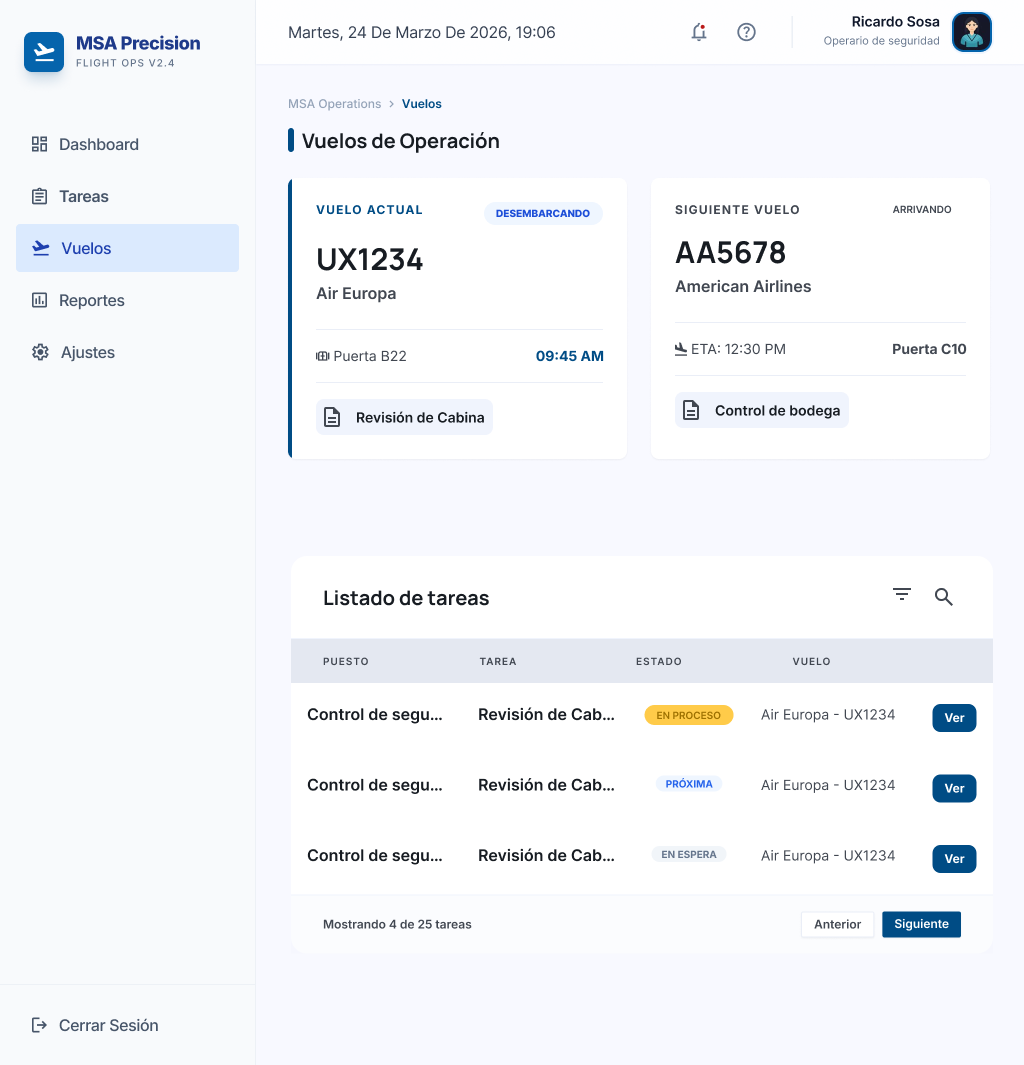 MSA Precision
FLIGHT OPS V2.4
Dashboard
Tareas
Vuelos
Reportes
Ajustes
Cerrar Sesión
Martes, 24 De Marzo De 2026, 19:06
Ricardo Sosa
Operario de seguridad
MSA Operations > Vuelos
Vuelos de Operación
VUELO ACTUAL DESEMBARCANDO
UX1234
Air Europa
Puerta B22 09:45 AM
Revisión de Cabina
SIGUIENTE VUELO ARRIVANDO
AA5678
American Airlines
ETA: 12:30 PM Puerta C10
Control de bodega
Listado de tareas
PUESTO TAREA ESTADO VUELO
Control de segu... Revisión de Cab... EN PROCESO Air Europa - UX1234 Ver
Control de segu... Revisión de Cab... PRÓXIMA Air Europa - UX1234 Ver
Control de segu... Revisión de Cab... EN ESPERA Air Europa - UX1234 Ver
Mostrando 4 de 25 tareas Anterior Siguiente